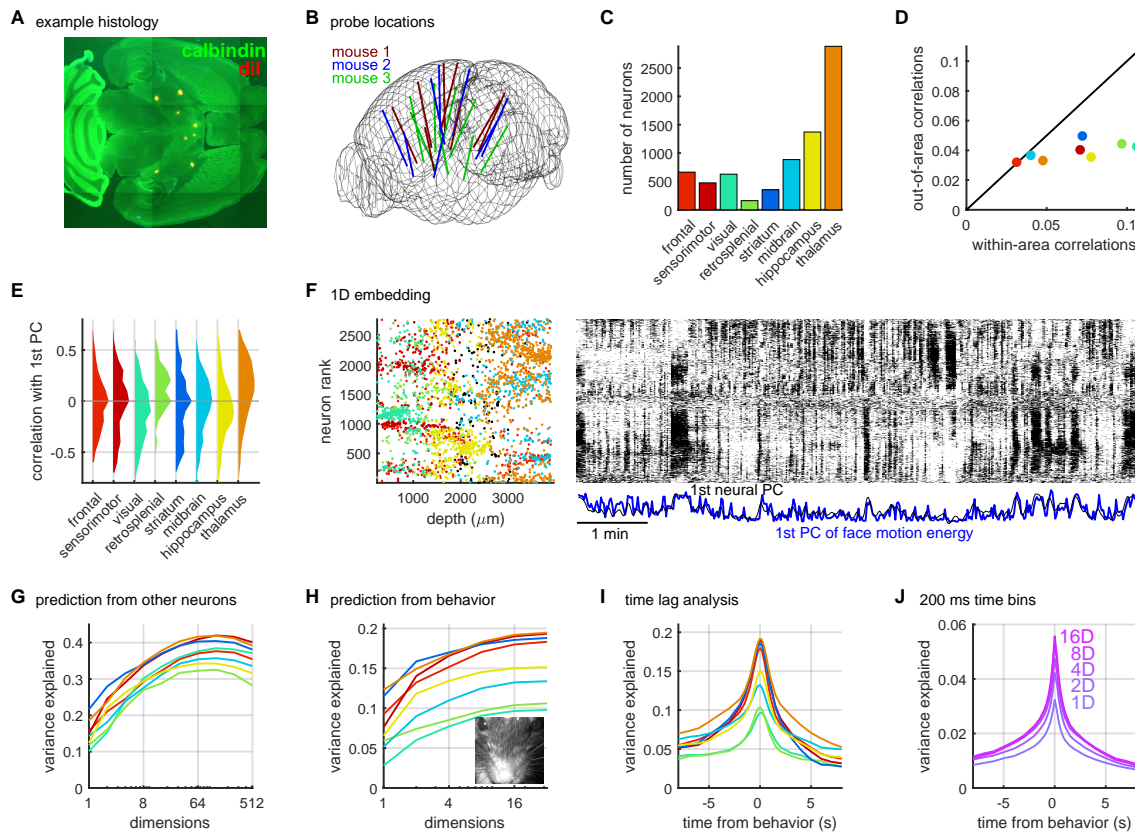 A example histology
calbindin
diI
B probe locations
mouse 1
mouse 2
mouse 3
C
number of neurons
2500
2000
1500
1000
500
0
frontal
sensorimotor
visual
retrosplenial
striatum
midbrain
hippocampus
thalamus
D
out-of-area correlations
0.1
0.08
0.06
0.04
0.02
0
0 0.05 0.1
within-area correlations
E
correlation with 1st PC
0.5
0
-0.5
frontal
sensorimotor
visual
retrosplenial
striatum
midbrain
hippocampus
thalamus
F 1D embedding
neuron rank
2500
2000
1500
1000
500
1000 2000 3000
depth (μm)
1st neural PC
1 min
1st PC of face motion energy
G prediction from other neurons
variance explained
0.4
0.3
0.2
0.1
0
1 8 64 512
dimensions
H prediction from behavior
variance explained
0.2
0.15
0.1
0.05
0
1 4 16
dimensions
I time lag analysis
variance explained
0.2
0.15
0.1
0.05
0
-5 0 5
time from behavior (s)
J 200 ms time bins
variance explained
0.06
0.04
0.02
0
16D
8D
4D
2D
1D
-5 0 5
time from behavior (s)